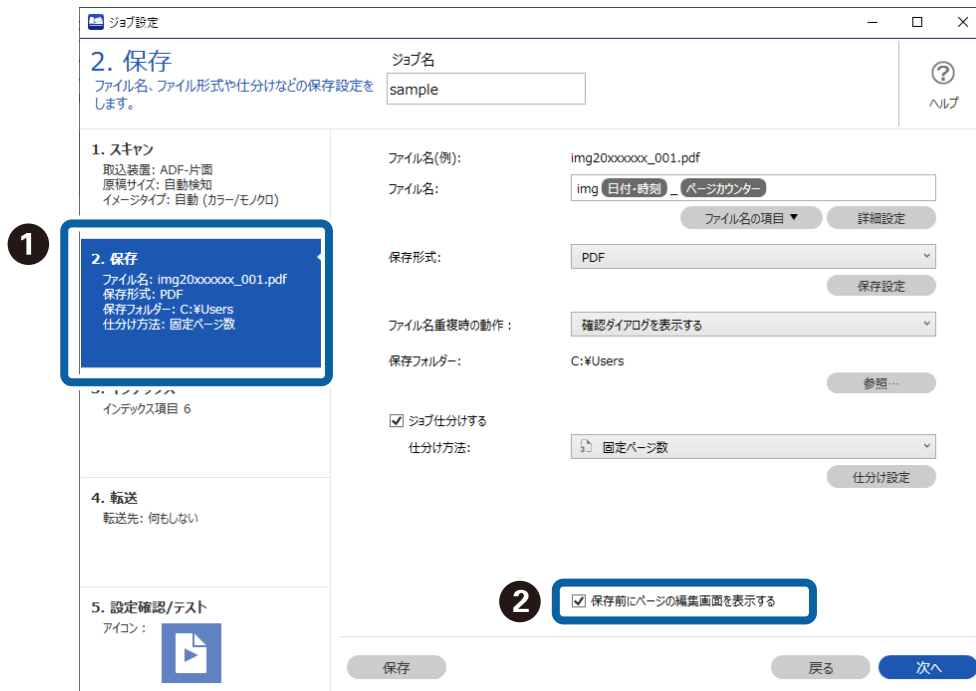 ジョブ設定
2. 保存
ファイル名、ファイル形式や仕分けなどの保存設定を
します。
ジョブ名
sample
ヘルプ
1. スキャン
取込装置: ADF-片面
原稿サイズ: 自動検知
イメージタイプ: 自動 (カラー/モノクロ)
1
2. 保存
ファイル名: img20xxxxxx_001.pdf
保存形式: PDF
保存フォルダー: C:¥Users
仕分け方法: 固定ページ数
3. インデックス
インデックス項目 6
4. 転送
転送先: 何もしない
5. 設定確認/テスト
アイコン :
ファイル名(例): img20xxxxxx_001.pdf
ファイル名: img 日付・時刻 _ ページカウンター
ファイル名の項目▼ 詳細設定
保存形式: PDF
保存設定
ファイル名重複時の動作 : 確認ダイアログを表示する
保存フォルダー: C:¥Users
参照…
ジョブ仕分けする
仕分け方法: 3 固定ページ数
仕分け設定
2 保存前にページの編集画面を表示する
保存 戻る 次へ